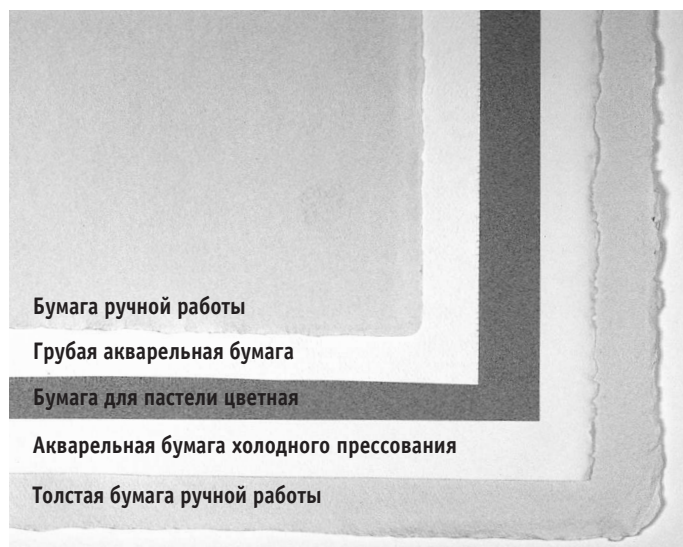 Бумага ручной работы
Грубая акварельная бумага
Бумага для пастели цветная
Акварельная бумага холодного прессования
Толстая бумага ручной работы